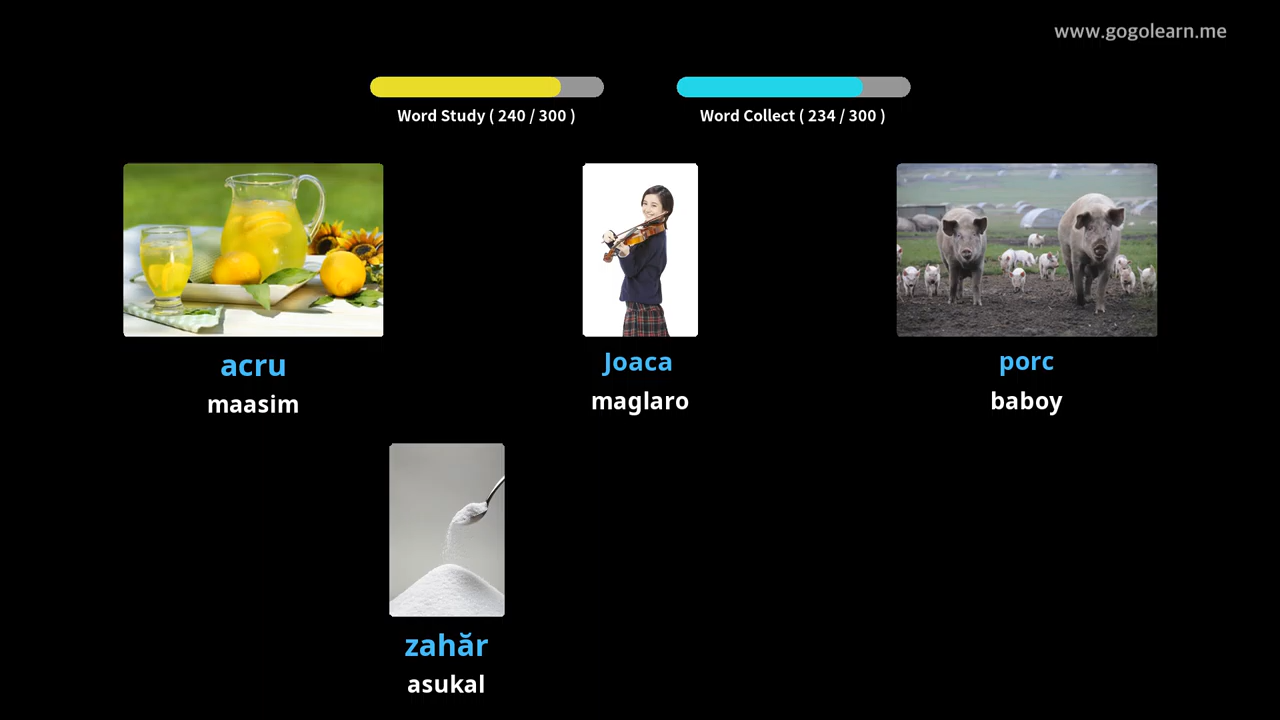 www.gogolearn.me
Word Study ( 240 / 300 )
Word Collect ( 234 / 300 )
acru
maasim
Joaca
maglaro
porc
baboy
zahăr
asukal